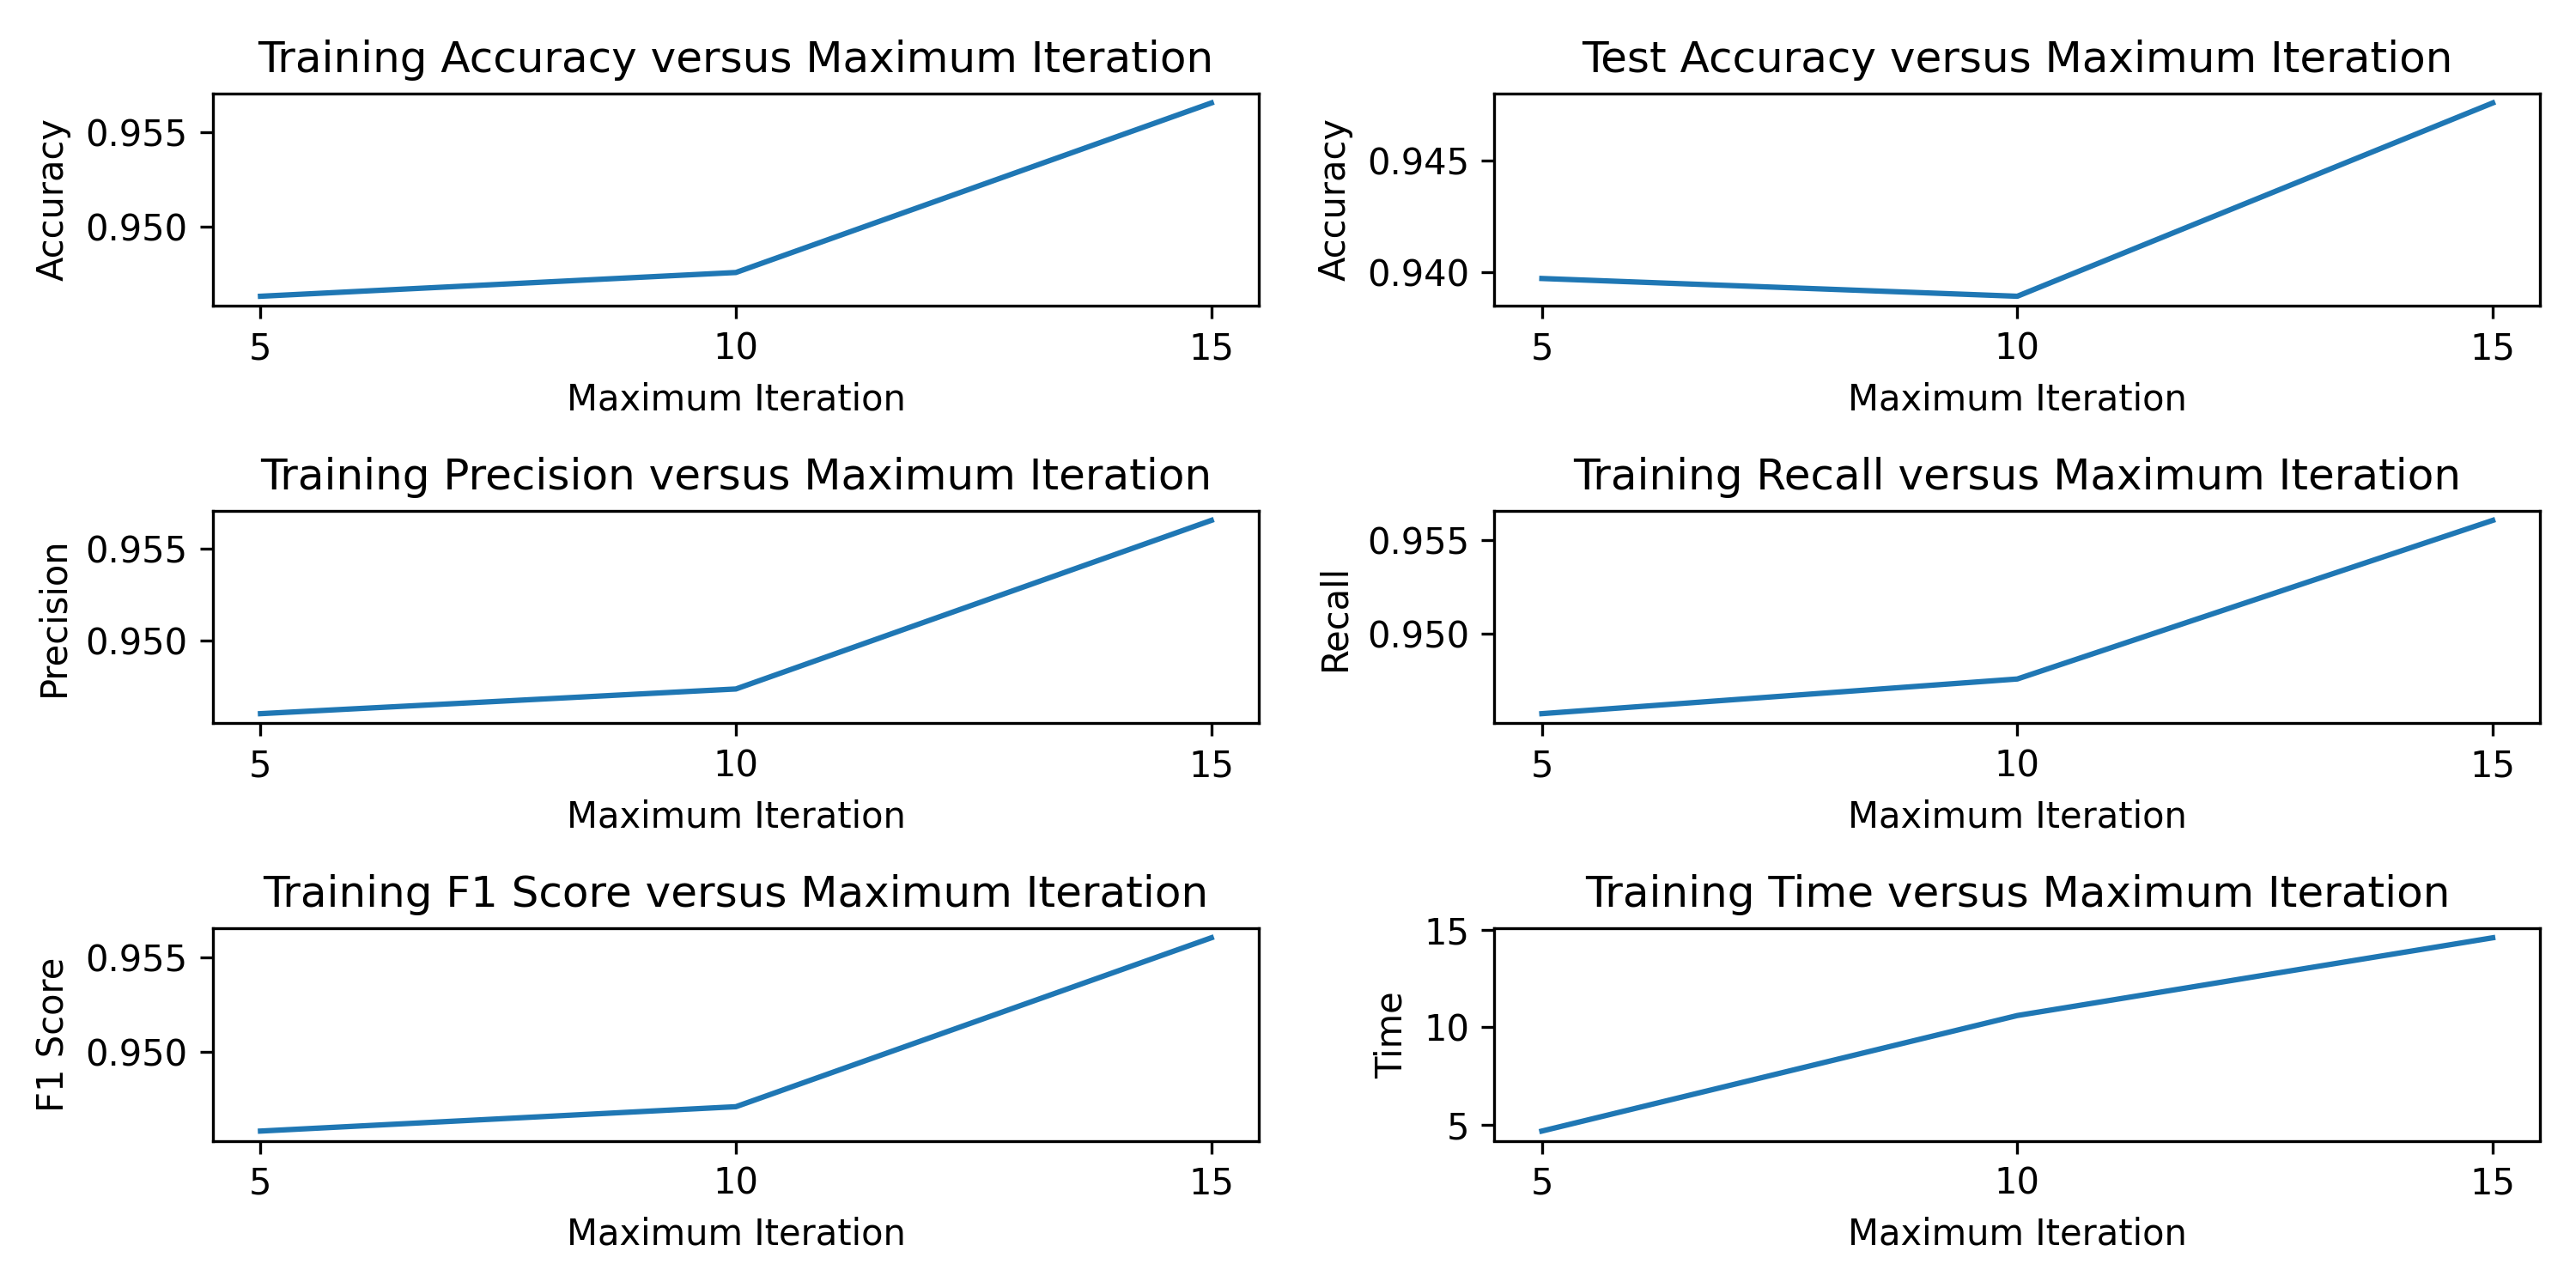 Training Accuracy versus Maximum Iteration
Accuracy
0.955
0.950
5 10 15
Maximum Iteration
Test Accuracy versus Maximum Iteration
Accuracy
0.945
0.940
5 10 15
Maximum Iteration
Training Precision versus Maximum Iteration
Precision
0.955
0.950
5 10 15
Maximum Iteration
Training Recall versus Maximum Iteration
Recall
0.955
0.950
5 10 15
Maximum Iteration
Training F1 Score versus Maximum Iteration
F1 Score
0.955
0.950
5 10 15
Maximum Iteration
Training Time versus Maximum Iteration
Time
15
10
5
5 10 15
Maximum Iteration